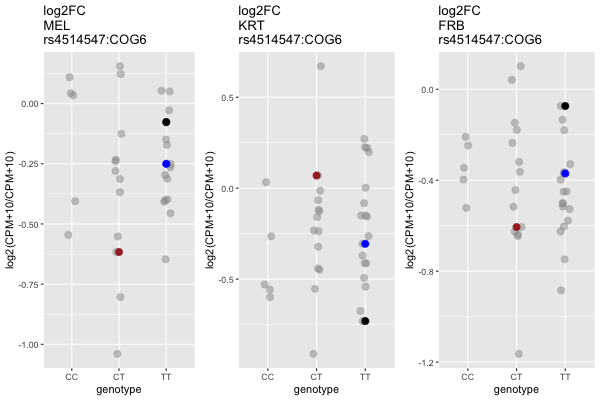 log2FC
MEL
rs4514547:COG6
log2(CPM+10/CPM+10)
0.00
-0.25
-0.50
-0.75
-1.00
CC CT TT
genotype
log2FC
KRT
rs4514547:COG6
log2(CPM+10/CPM+10)
0.5
0.0
-0.5
CC CT TT
genotype
log2FC
FRB
rs4514547:COG6
log2(CPM+10/CPM+10)
0.0
-0.4
-0.8
-1.2
CC CT TT
genotype